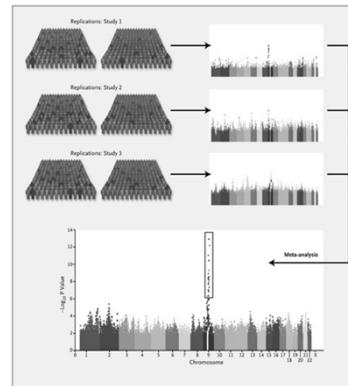 Replications: Study 1
Replications: Study 2
Replications: Study 3
14
12
10
8
6
4
2
0
–Log₁₀ P Value
Meta-analysis
1 2 3 4 5 6 7 8 9 10 11 12 13 14 15 16 17 18 19 20 21 22 X
Chromosome